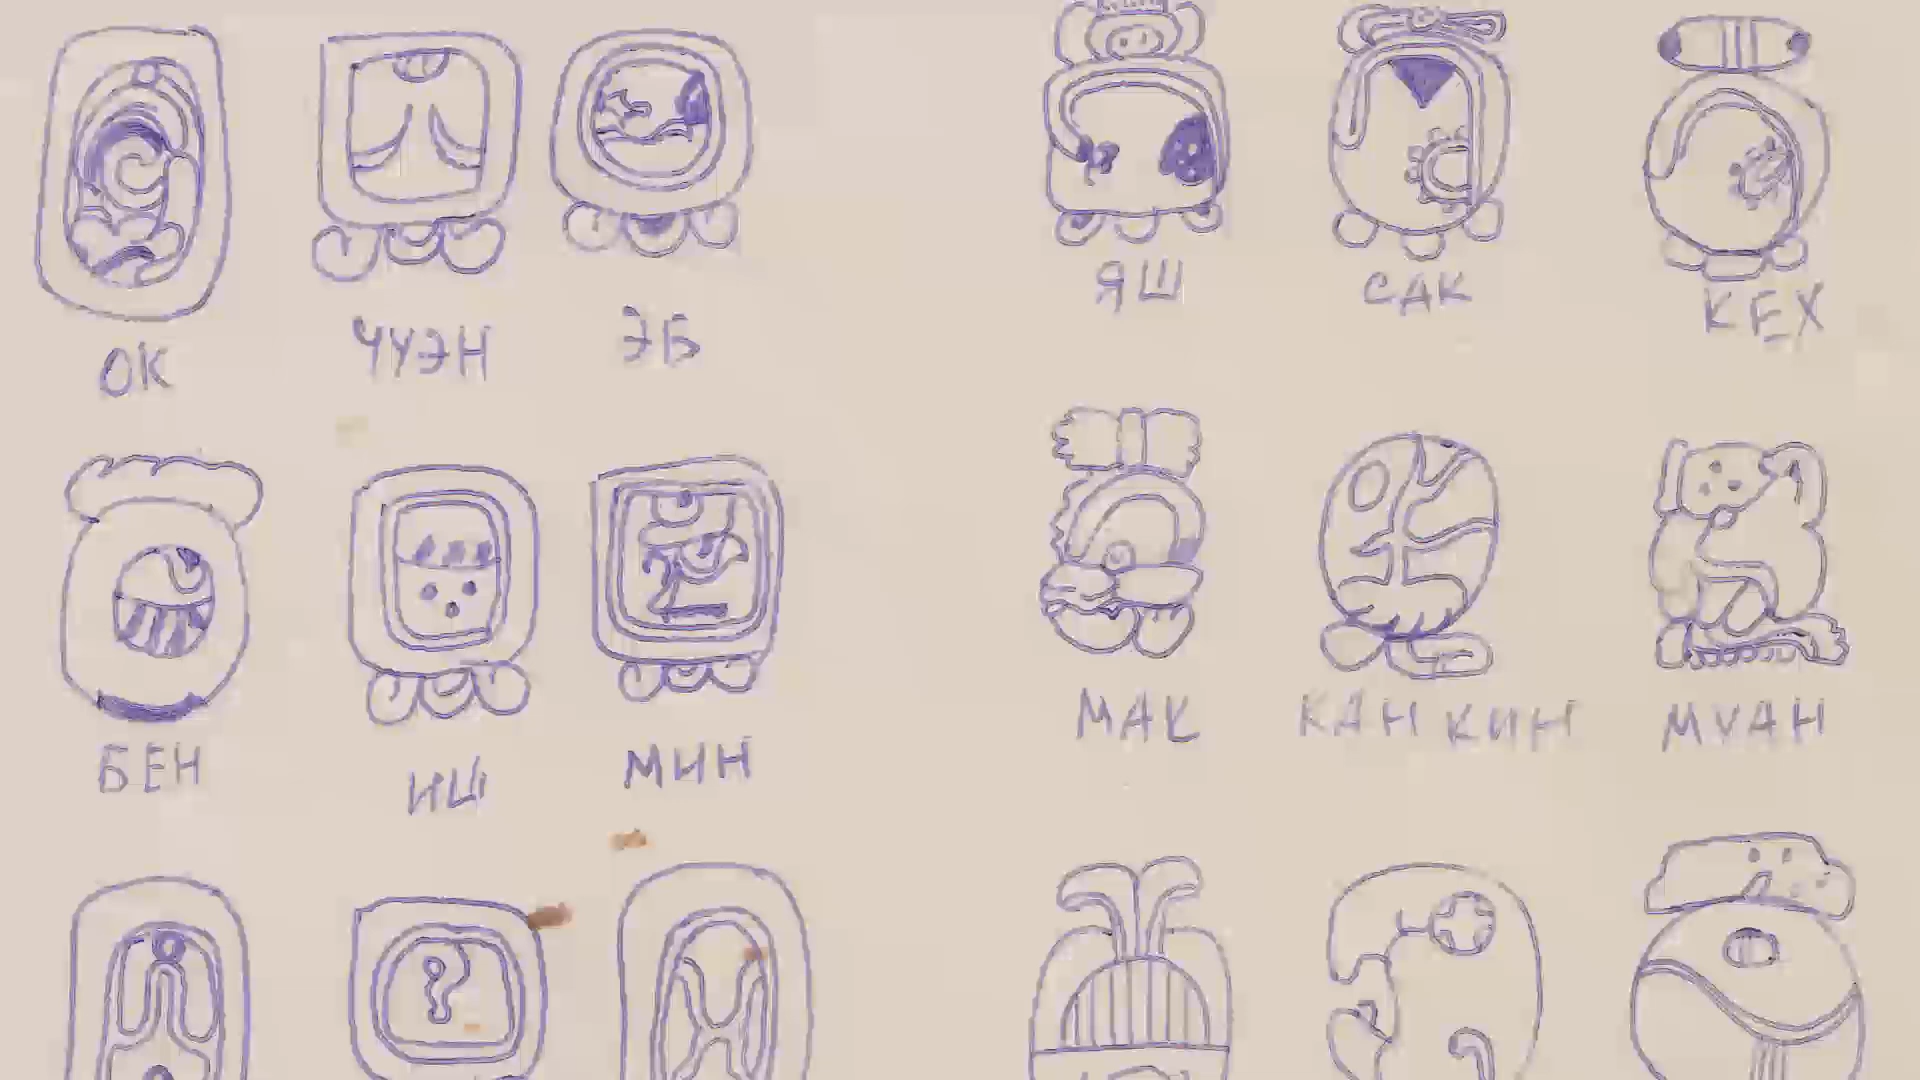 ОК ЧУЭН ЭБ
ЯШ САК КЕХ
БЕН ИШ МИН
МАК КАН КИН МУАН